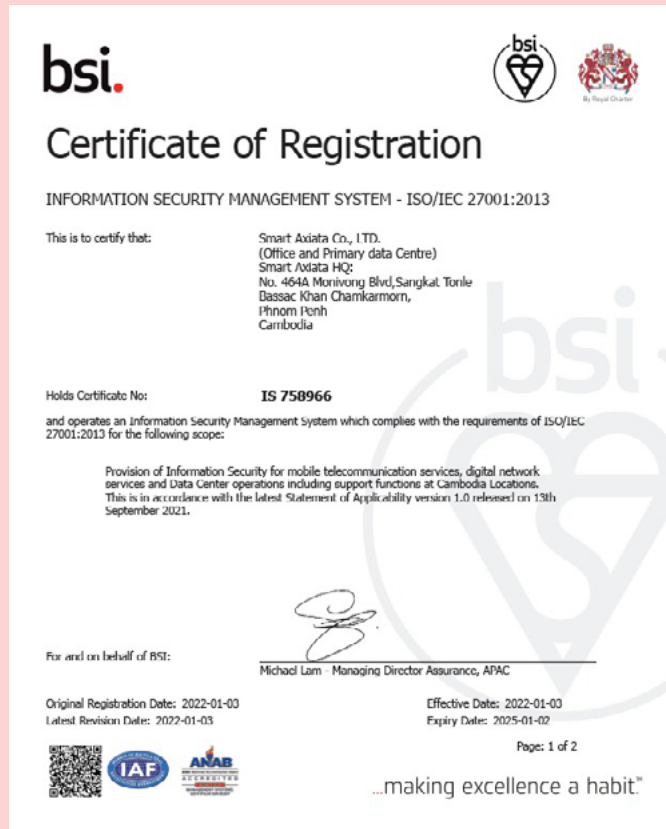 bsi.
bsi
By Royal Charter
Certificate of Registration
INFORMATION SECURITY MANAGEMENT SYSTEM - ISO/IEC 27001:2013
This is to certify that:
Smart Axiata Co., LTD.
(Office and Primary data Centre)
Smart Axiata HQ:
No. 464A Monivong Blvd,Sangkat Tonle
Bassac Khan Chamkarmorn,
Phnom Penh
Cambodia
bsi
Holds Certificate No:
IS 758966
and operates an Information Security Management System which complies with the requirements of ISO/IEC
27001:2013 for the following scope:
Provision of Information Security for mobile telecommunication services, digital network
services and Data Center operations including support functions at Cambodia Locations.
This is in accordance with the latest Statement of Applicability version 1.0 released on 13th
September 2021.
For and on behalf of BSI:
Michael Lam - Managing Director Assurance, APAC
Original Registration Date: 2022-01-03
Effective Date: 2022-01-03
Latest Revision Date: 2022-01-03
Expiry Date: 2025-01-02
Page: 1 of 2
IAF
ANAB
ACCREDITED
...making excellence a habit.™